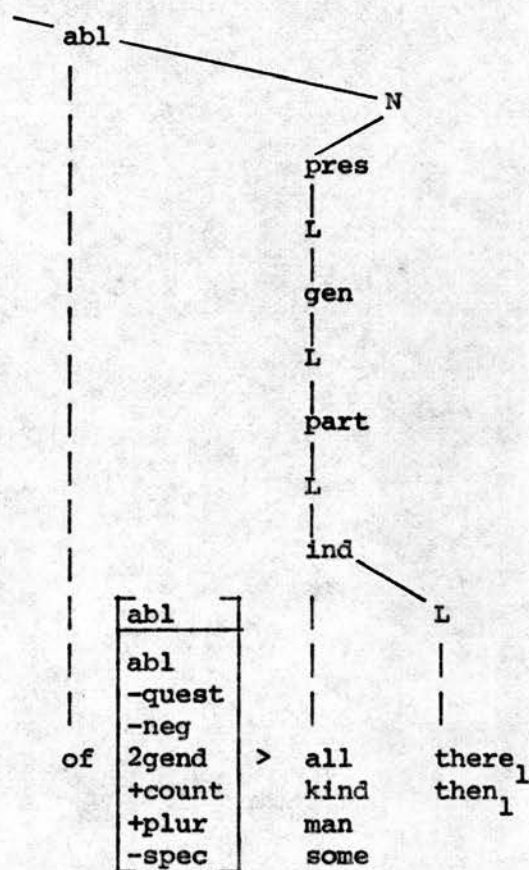 abl
N
pres
L
gen
L
part
L
ind
abl L
abl
-quest
-neg
of 2gend > all there1
+count kind then1
+plur man
-spec some